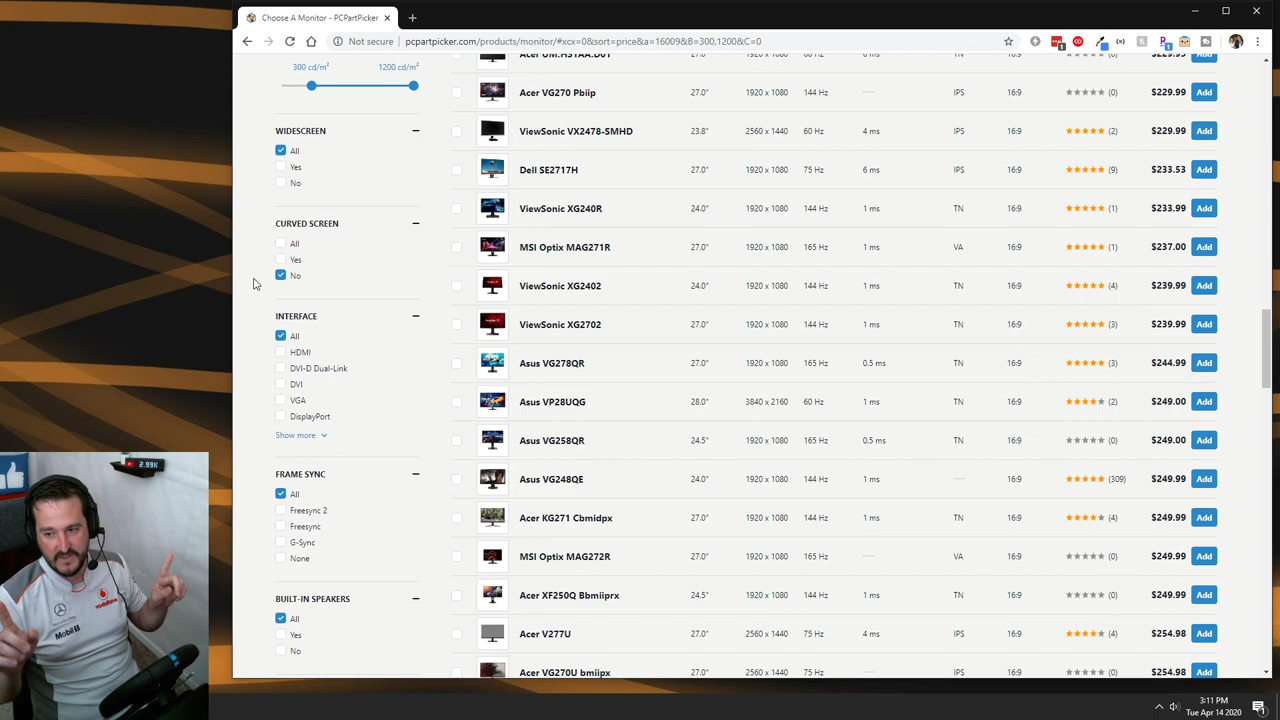 Choose A Monitor - PCPartPicker
Not secure | pcpartpicker.com/products/monitor/#xcx=0&sort=price&a=16009&B=300,1200&C=0
300 cd/m² 1200 cd/m²
WIDESCREEN
All
Yes
No
CURVED SCREEN
All
Yes
No
INTERFACE
All
HDMI
DVI-D Dual-Link
DVI
VGA
DisplayPort
Show more
FRAME SYNC
All
Freesync 2
Freesync
G-Sync
None
BUILT-IN SPEAKERS
All
Yes
No
Acer VG270 Pbiip 27.0" 1920 x 1080 144 Hz IPS 16:9 (0) $229.99 Add
ViewSonic VX2478-SMHD 23.8" 2560 x 1440 60 Hz 4 ms IPS 16:9 (2) $229.99 Add
Dell SE2717H 27.0" 1920 x 1080 75 Hz 6 ms IPS 16:9 (9) $233.53 Add
ViewSonic XG240R 24.0" 1920 x 1080 144 Hz 1 ms TN 16:9 (1) $233.99 Add
MSI Optix MAG271R 27.0" 1920 x 1080 165 Hz 1 ms VA 16:9 (1) $237.00 Add
ViewSonic XG2402 24.0" 1920 x 1080 144 Hz 1 ms TN 16:9 (4) $239.99 Add
ViewSonic XG2702 27.0" 1920 x 1080 144 Hz 1 ms TN 16:9 (3) $239.99 Add
Asus VG278QR 27.0" 1920 x 1080 165 Hz 0.5 ms TN 16:9 (3) $244.98 Add
Asus VP28UQG 28.0" 3840 x 2160 60 Hz 1 ms TN 16:9 (2) $249.00 Add
Asus VG258QR 24.5" 1920 x 1080 165 Hz 0.5 ms TN 16:9 (0) $249.00 Add
Asus VG248QE 24.0" 1920 x 1080 144 Hz 1 ms 16:9 (309) $249.99 Add
Acer KG271 Cbmidpx 27.0" 1920 x 1080 144 Hz 1 ms TN 16:9 (4) $249.99 Add
MSI Optix MAG272R 27.0" 1920 x 1080 165 Hz VA 16:9 (0) $249.99 Add
Acer XF250Q Bbmiiprx 24.5" 1920 x 1080 144 Hz 1 ms TN 16:9 (0) $249.99 Add
Acer V277U 27.0" 2560 x 1440 75 Hz 4 ms IPS 16:9 (4) $254.99 Add
Acer VG270U bmiipx 27.0" 2560 x 1440 75 Hz IPS 16:9 (0) Add
2.99K
Mobil 1
vodafone
3:11 PM
Tue Apr 14 2020